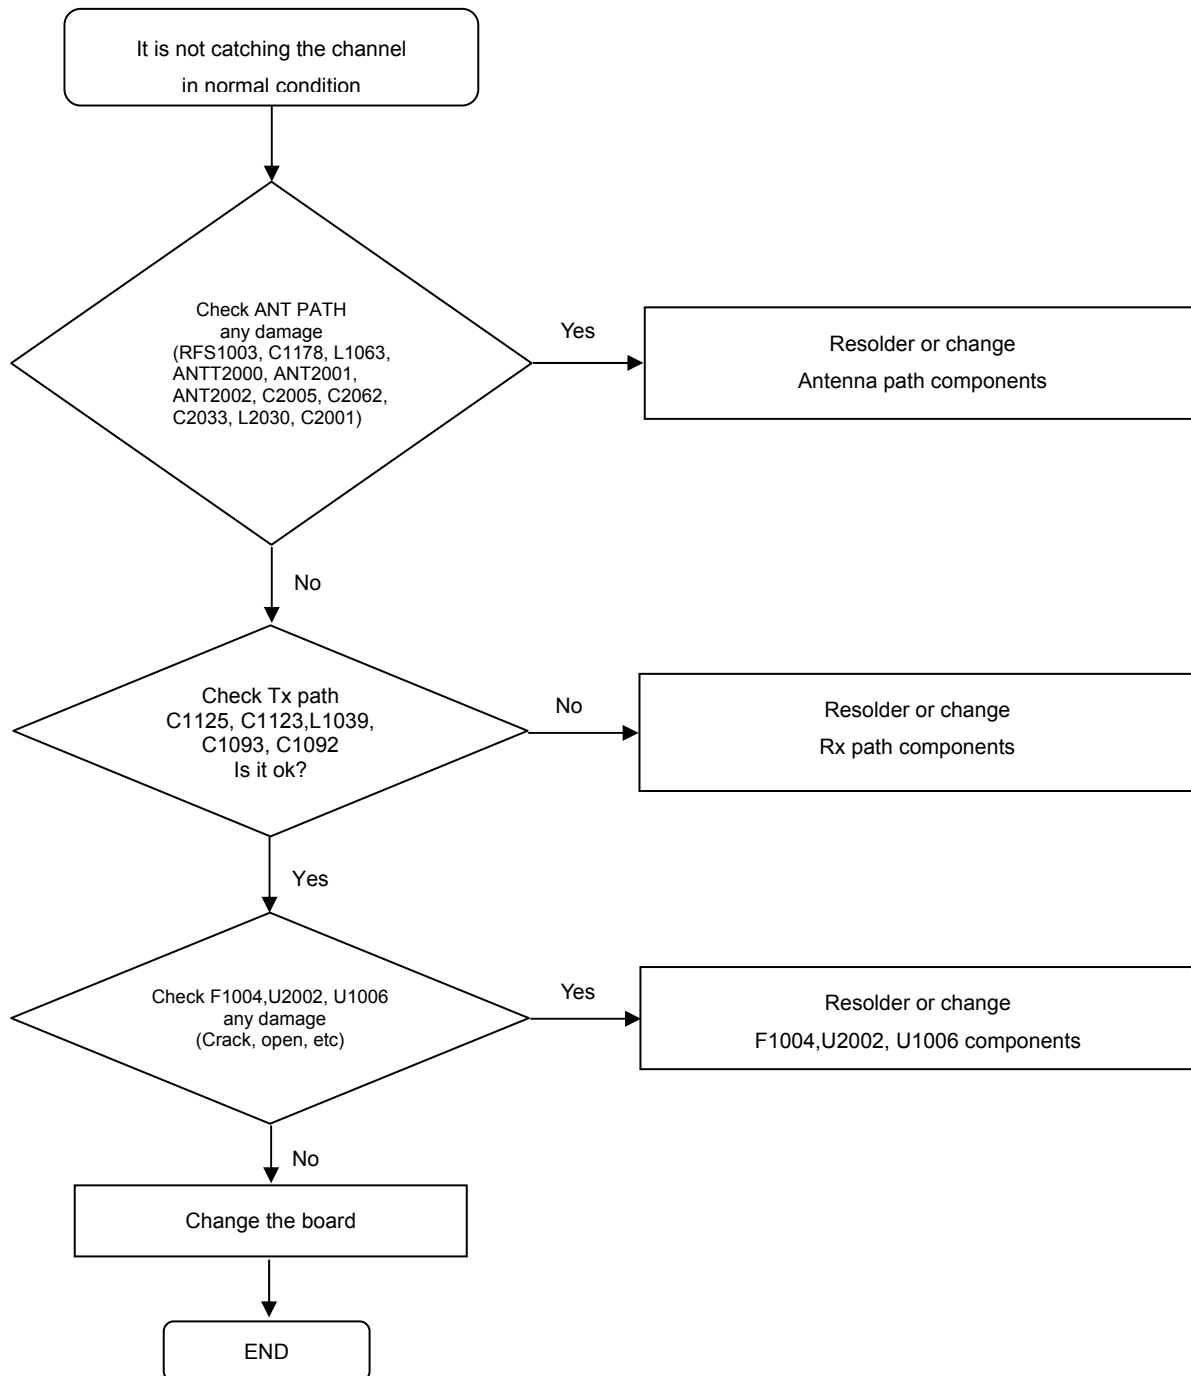 It is not catching the channel
in normal condition
Check ANT PATH
any damage
(RFS1003, C1178, L1063,
ANTT2000, ANT2001,
ANT2002, C2005, C2062,
C2033, L2030, C2001)
Yes
Resolder or change
Antenna path components
No
Check Tx path
C1125, C1123,L1039,
C1093, C1092
Is it ok?
No
Resolder or change
Rx path components
Yes
Check F1004,U2002, U1006
any damage
(Crack, open, etc)
Yes
Resolder or change
F1004,U2002, U1006 components
No
Change the board
END